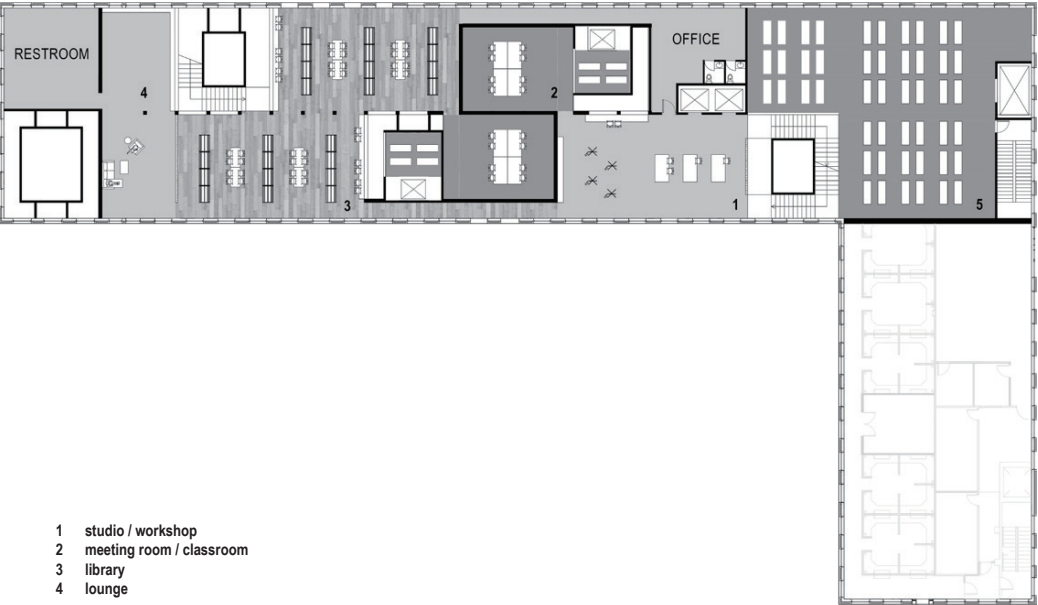 OFFICE
RESTROOM
4
2
3
1
5
1 studio / workshop
2 meeting room / classroom
3 library
4 lounge